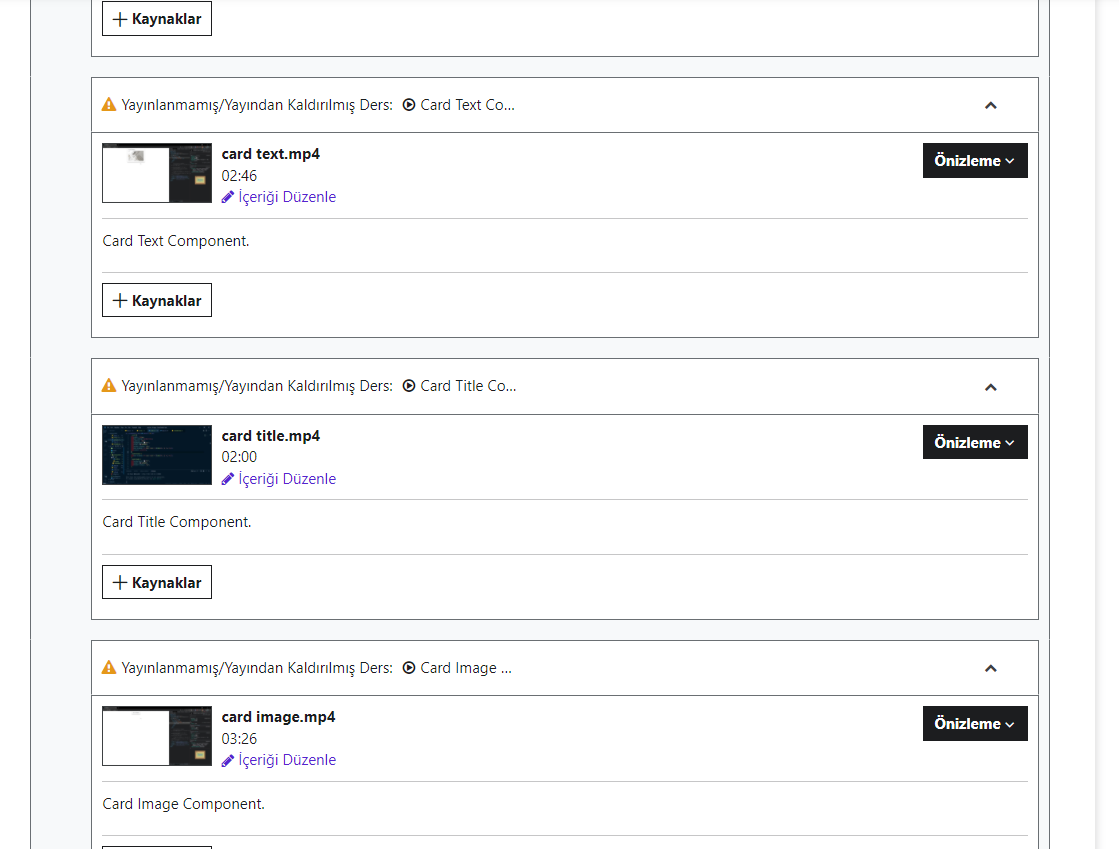 Kaynaklar
Yayınlanmamış/Yayından Kaldırılmış Ders: Card Text Co...
card text.mp4
Önizleme
02:46
İçeriği Düzenle
Card Text Component.
Kaynaklar
Yayınlanmamış/Yayından Kaldırılmış Ders: Card Title Co...
card title.mp4
Önizleme
02:00
İçeriği Düzenle
Card Title Component.
Kaynaklar
Yayınlanmamış/Yayından Kaldırılmış Ders: Card Image ...
card image.mp4
Önizleme
03:26
İçeriği Düzenle
Card Image Component.